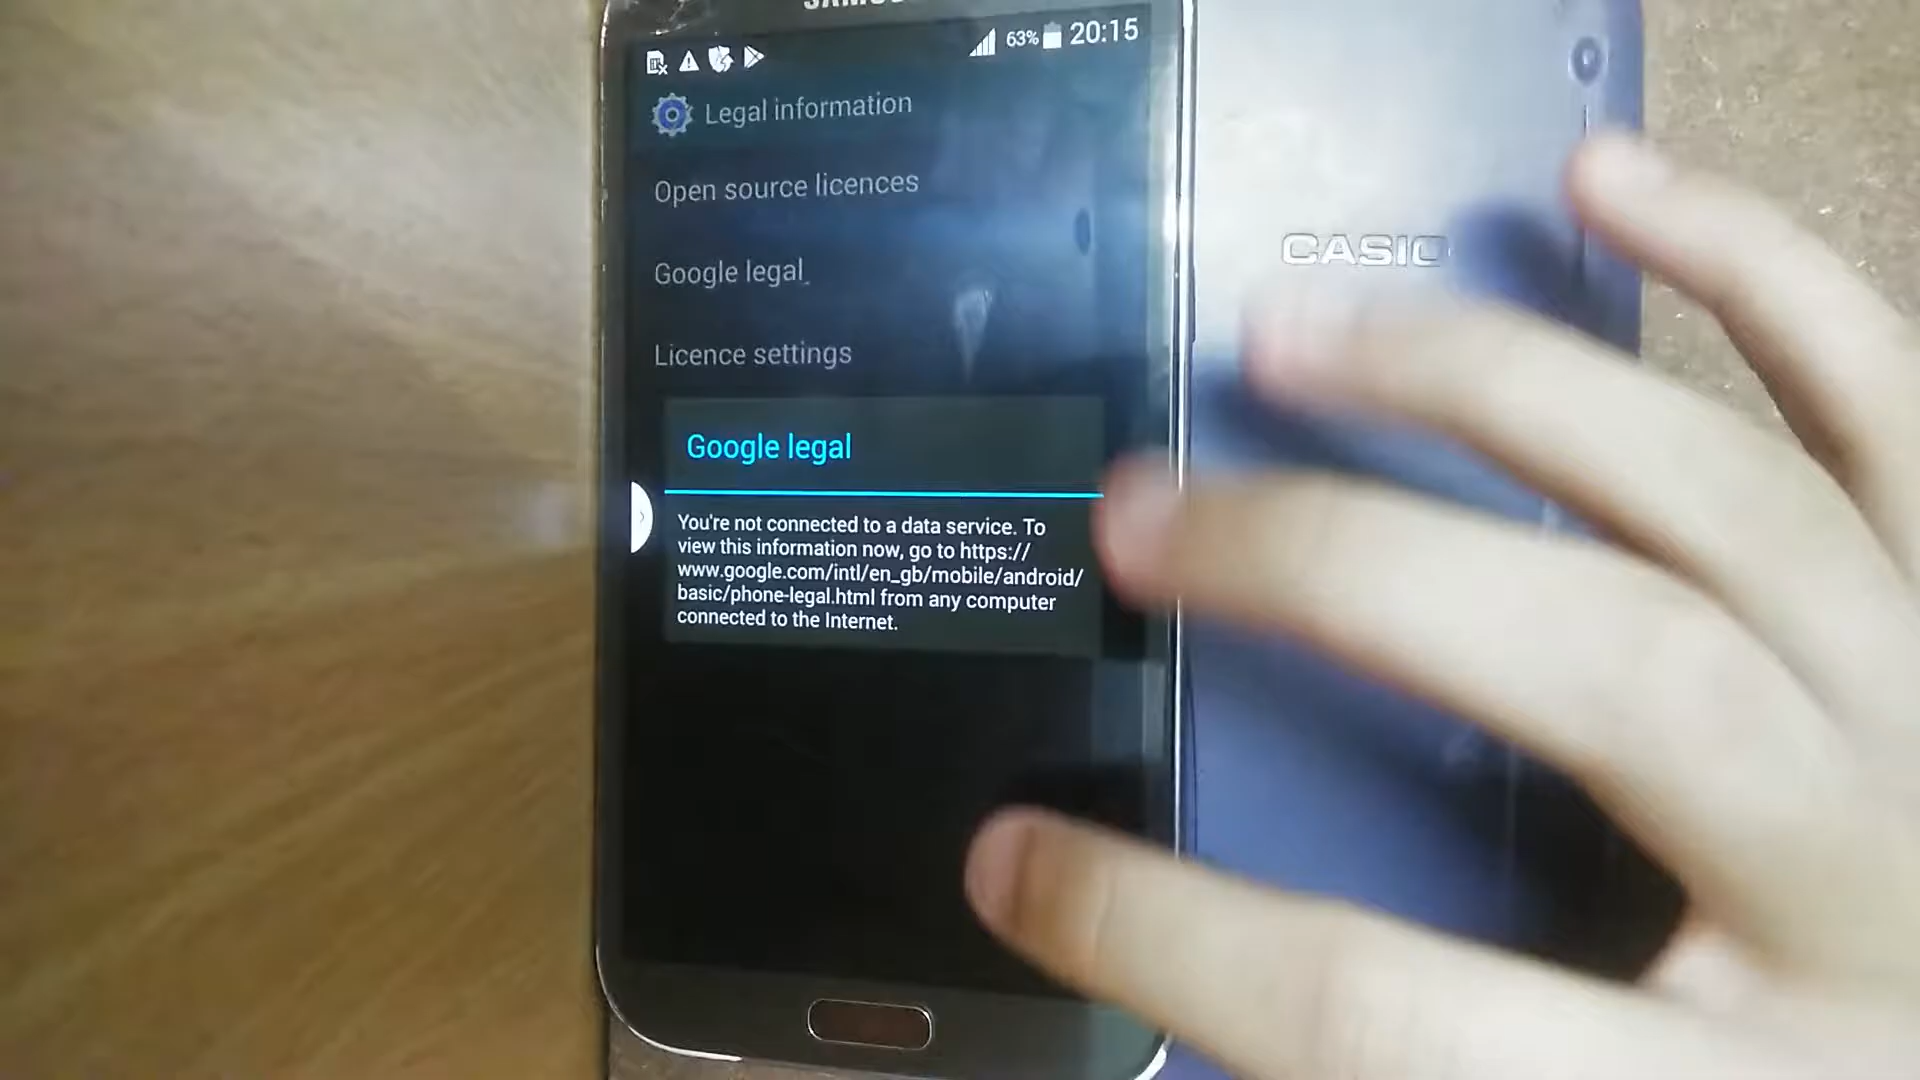 63% 20:15
Legal information
Open source licences
Google legal
Licence settings
Google legal
You're not connected to a data service. To
view this information now, go to https://
www.google.com/intl/en_gb/mobile/android/
basic/phone-legal.html from any computer
connected to the Internet.
CASIO